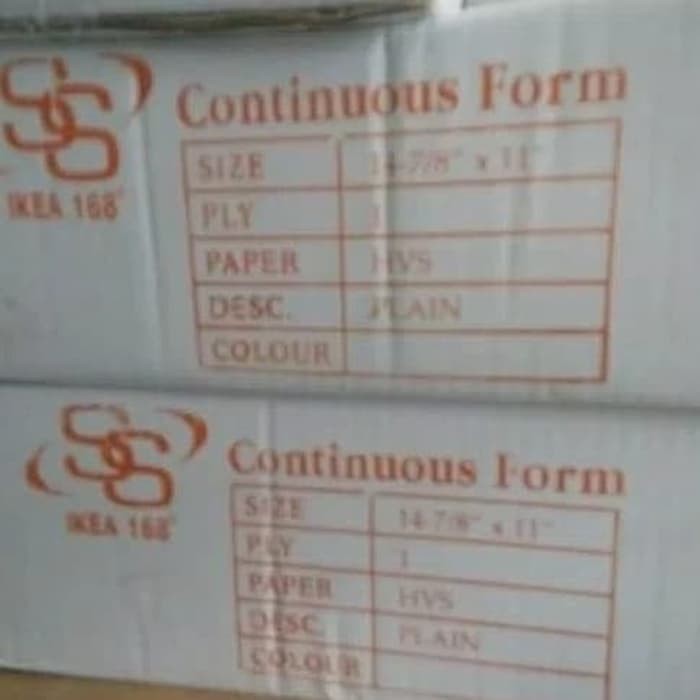 SS
IKEA 168
Continuous Form
SIZE 14-7/8" x 11"
PLY 1
PAPER HVS
DESC. PLAIN
COLOUR
SS
IKEA 168
Continuous Form
SIZE 14-7/8" x 11"
PLY 1
PAPER HVS
DESC. PLAIN
COLOUR